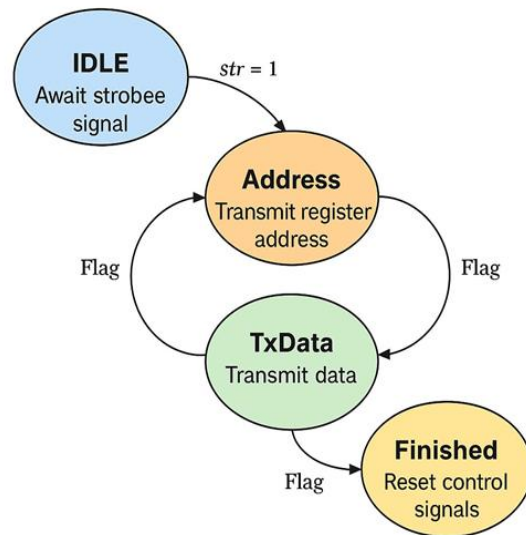 IDLE
Await strobee
signal
str = 1
Address
Transmit register
address
Flag
Flag
TxData
Transmit data
Flag
Finished
Reset control
signals